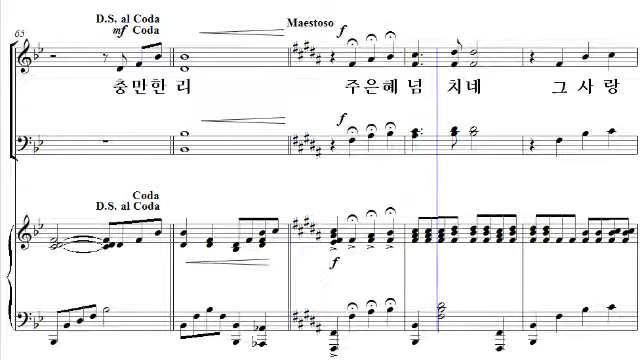 65
D.S. al Coda
mf Coda
Maestoso
f
충만한 리
주은혜 넘 치네 그 사 랑
f
Coda
D.S. al Coda
f